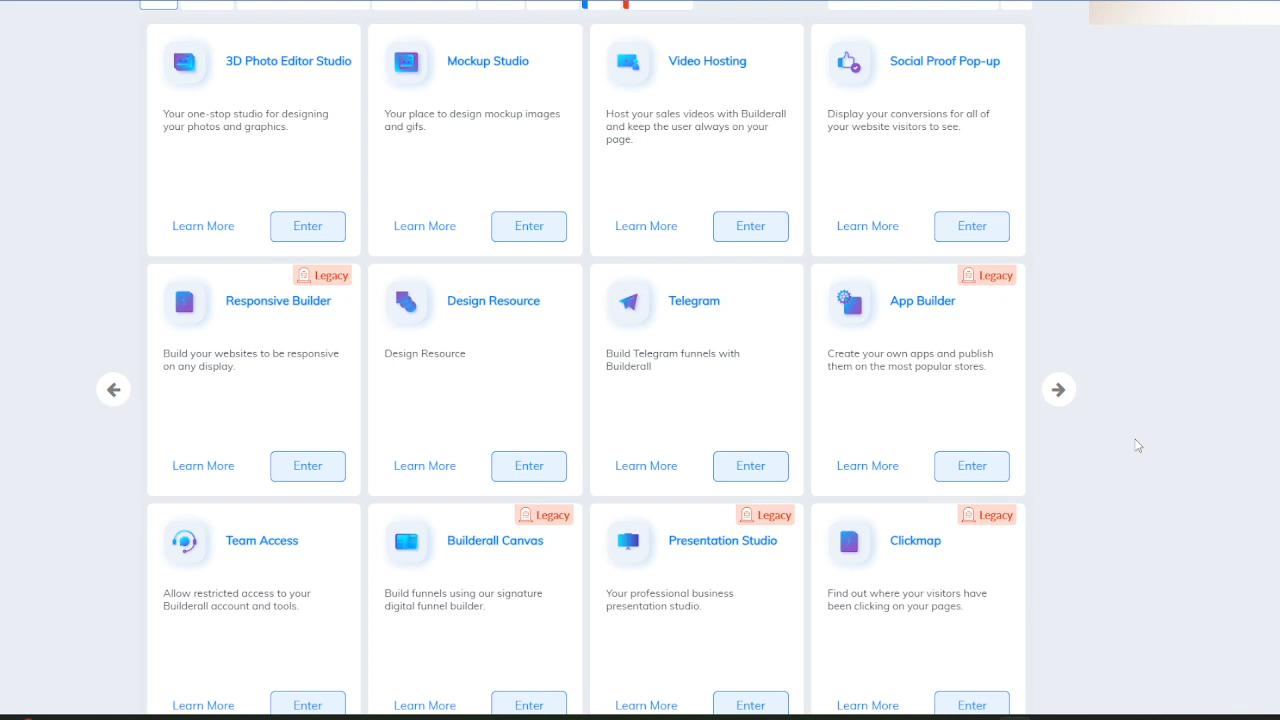 3D Photo Editor Studio
Your one-stop studio for designing
your photos and graphics.
Learn More
Enter
Mockup Studio
Your place to design mockup images
and gifs.
Learn More
Enter
Video Hosting
Host your sales videos with Builderall
and keep the user always on your
page.
Learn More
Enter
Social Proof Pop-up
Display your conversions for all of
your website visitors to see.
Learn More
Enter
Legacy
Responsive Builder
Build your websites to be responsive
on any display.
Learn More
Enter
Design Resource
Design Resource
Learn More
Enter
Telegram
Build Telegram funnels with
Builderall
Learn More
Enter
Legacy
App Builder
Create your own apps and publish
them on the most popular stores.
Learn More
Enter
Team Access
Allow restricted access to your
Builderall account and tools.
Learn More
Enter
Legacy
Builderall Canvas
Build funnels using our signature
digital funnel builder.
Learn More
Enter
Legacy
Presentation Studio
Your professional business
presentation studio.
Learn More
Enter
Legacy
Clickmap
Find out where your visitors have
been clicking on your pages.
Learn More
Enter